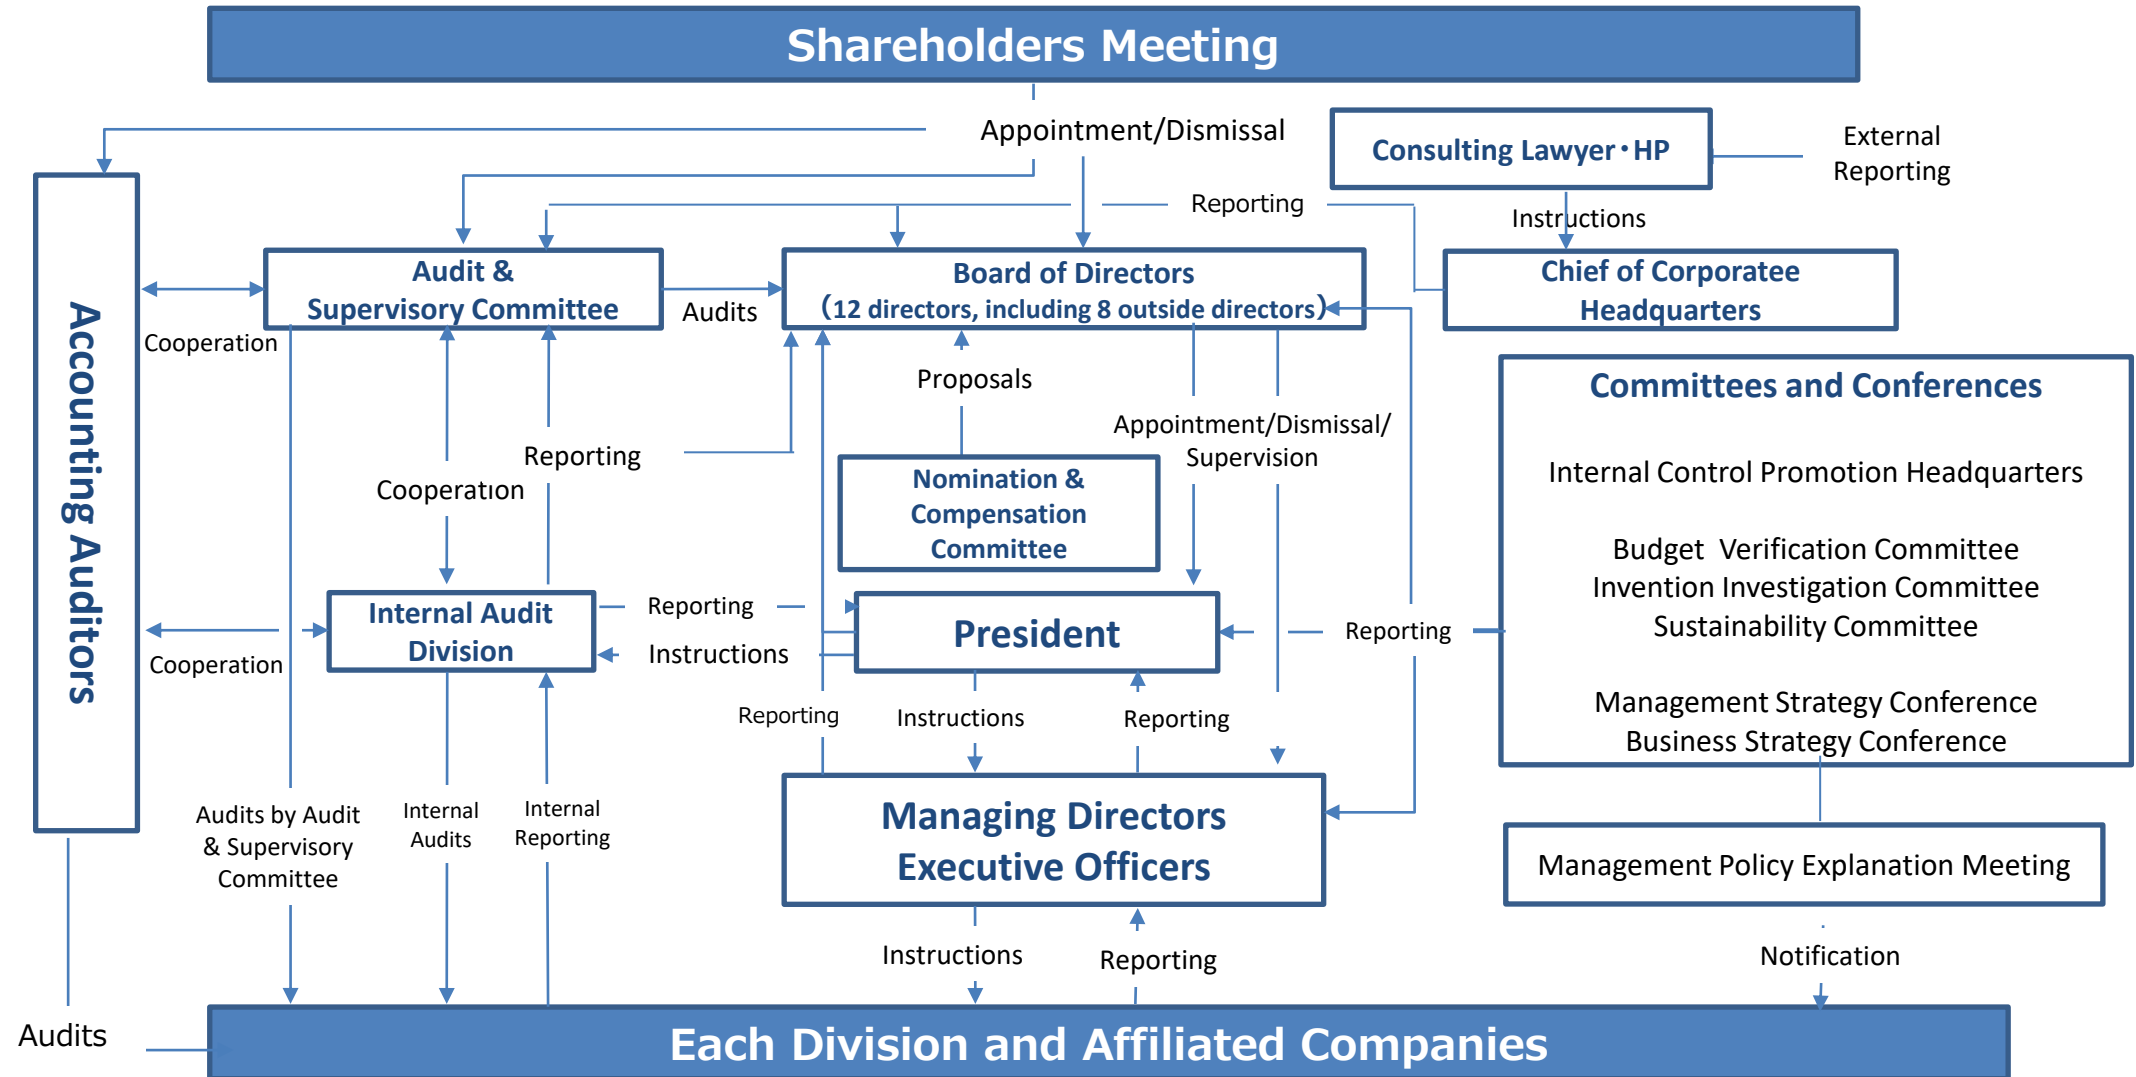 Shareholders Meeting
Appointment/Dismissal
Consulting Lawyer・HP
External
Reporting
Reporting
Instructions
Accounting Auditors
Audit &
Supervisory Committee
Audits
Board of Directors
(12 directors, including 8 outside directors)
Chief of Corporatee
Headquarters
Cooperation
Proposals
Committees and Conferences
Internal Control Promotion Headquarters
Budget Verification Committee
Invention Investigation Committee
Sustainability Committee
Management Strategy Conference
Business Strategy Conference
Appointment/Dismissal/
Supervision
Reporting
Cooperation
Nomination &
Compensation
Committee
Internal Audit
Division
Reporting
Instructions
President
Reporting
Cooperation
Reporting
Instructions
Reporting
Audits by Audit
& Supervisory
Committee
Internal
Audits
Internal
Reporting
Managing Directors
Executive Officers
Management Policy Explanation Meeting
Instructions
Reporting
Notification
Audits
Each Division and Affiliated Companies